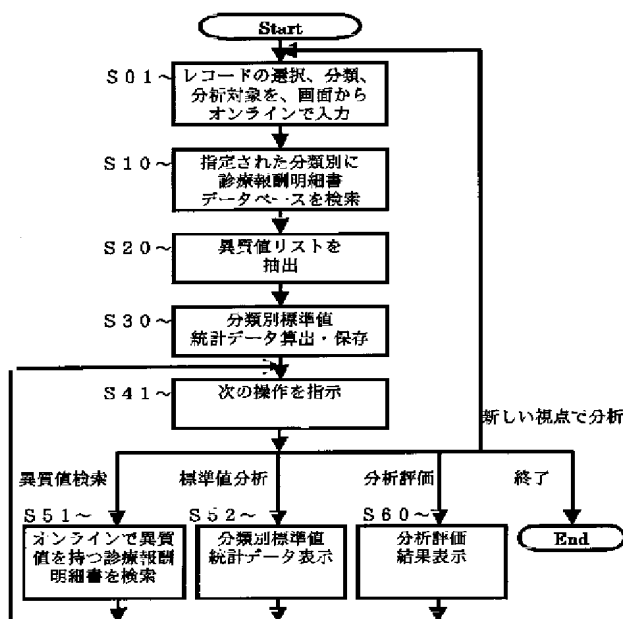 Start
S01~
レコードの選択、分類、
分析対象を、画面から
オンラインで入力
S10~
指定された分類別に
診療報酬明細書
データベースを検索
S20~
異質値リストを
抽出
S30~
分類別標準値
統計データ算出・保存
S41~
次の操作を指示
新しい視点で分析
異質値検索
標準値分析
分析評価
終了
S51~
オンラインで異質
値を持つ診療報酬
明細書を検索
S52~
分類別標準値
統計データ表示
S60~
分析評価
結果表示
End